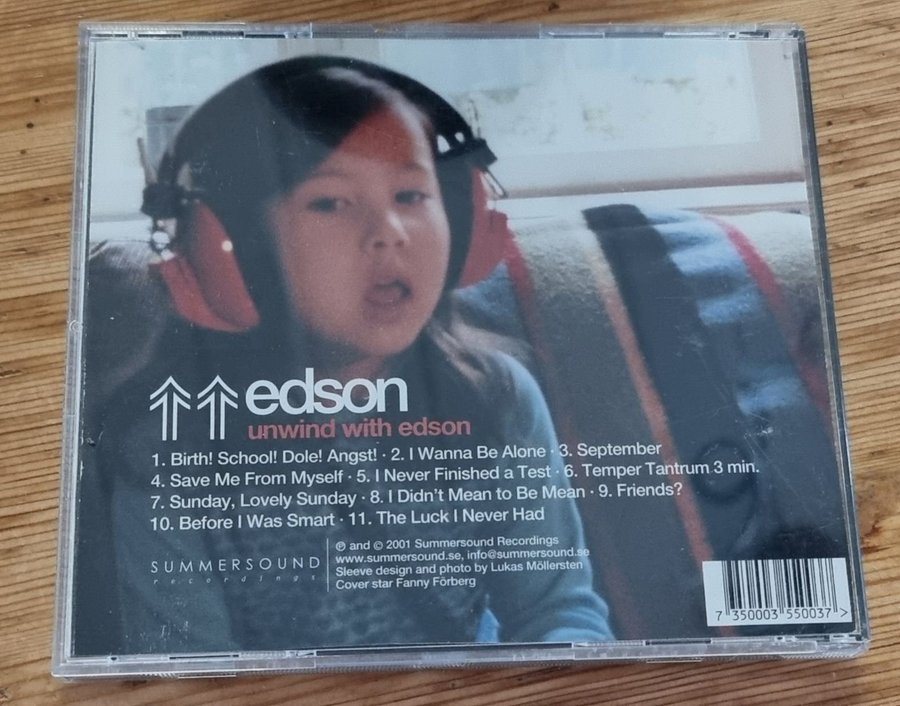 edson
unwind with edson
1. Birth! School! Dole! Angst! · 2. I Wanna Be Alone · 3. September
4. Save Me From Myself · 5. I Never Finished a Test · 6. Temper Tantrum 3 min.
7. Sunday, Lovely Sunday · 8. I Didn't Mean to Be Mean · 9. Friends?
10. Before I Was Smart · 11. The Luck I Never Had
SUMMERSOUND
recordings
℗ and © 2001 Summersound Recordings
www.summersound.se, info@summersound.se
Sleeve design and photo by Lukas Möllersten
Cover star Fanny Förberg
7 350003 550037 >